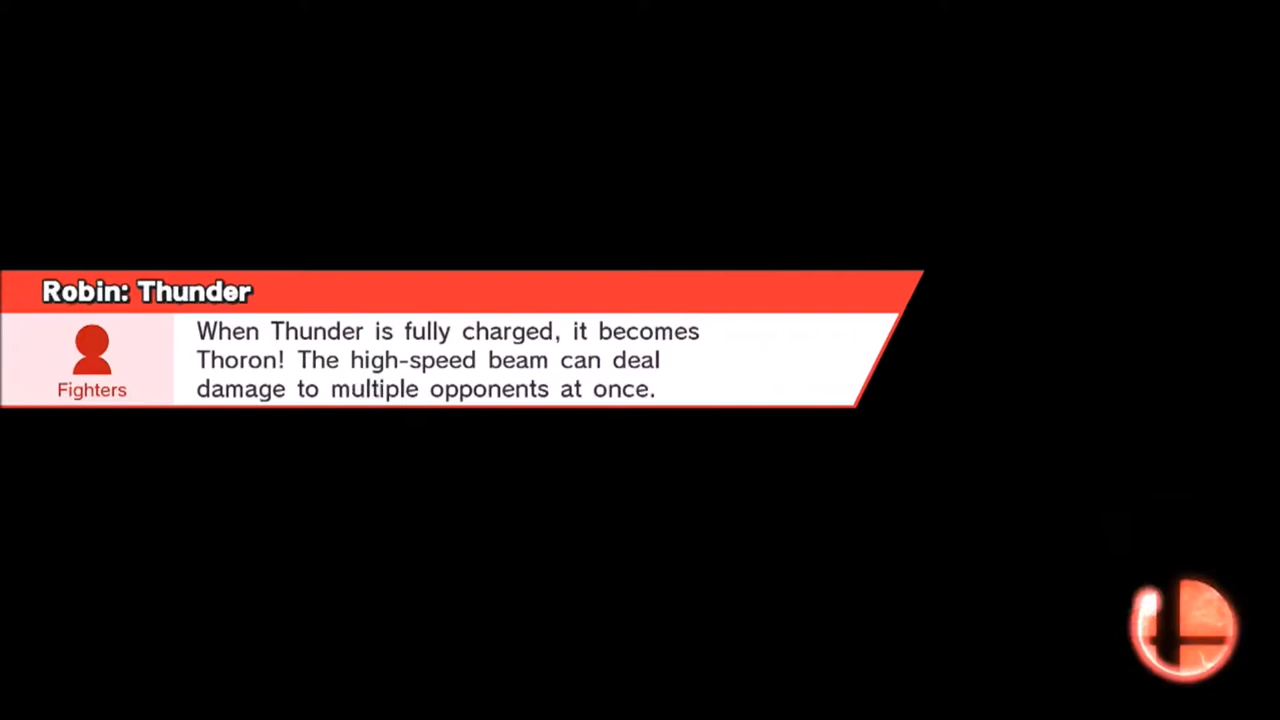 Robin: Thunder
Fighters
When Thunder is fully charged, it becomes
Thoron! The high-speed beam can deal
damage to multiple opponents at once.